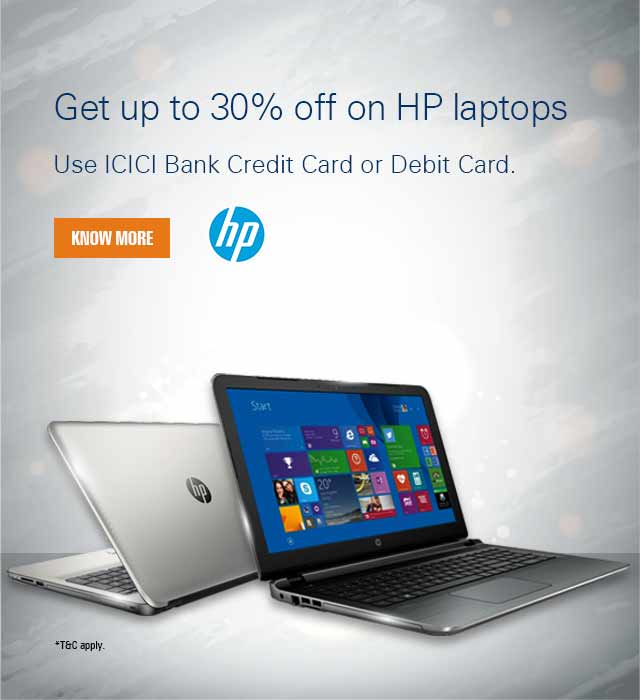 Get up to 30% off on HP laptops
Use ICICI Bank Credit Card or Debit Card.
KNOW MORE
hp
hp
Start
20°
*T&C apply.